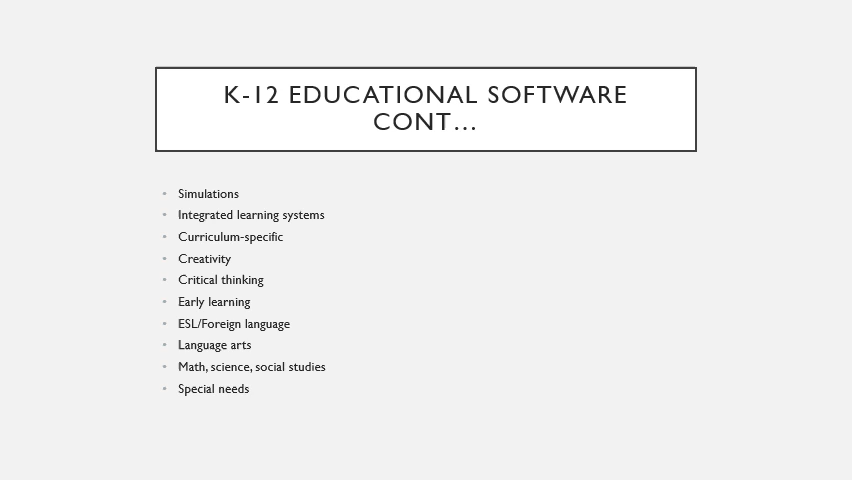 K-12 EDUCATIONAL SOFTWARE
CONT...
• Simulations
• Integrated learning systems
• Curriculum-specific
• Creativity
• Critical thinking
• Early learning
• ESL/Foreign language
• Language arts
• Math, science, social studies
• Special needs